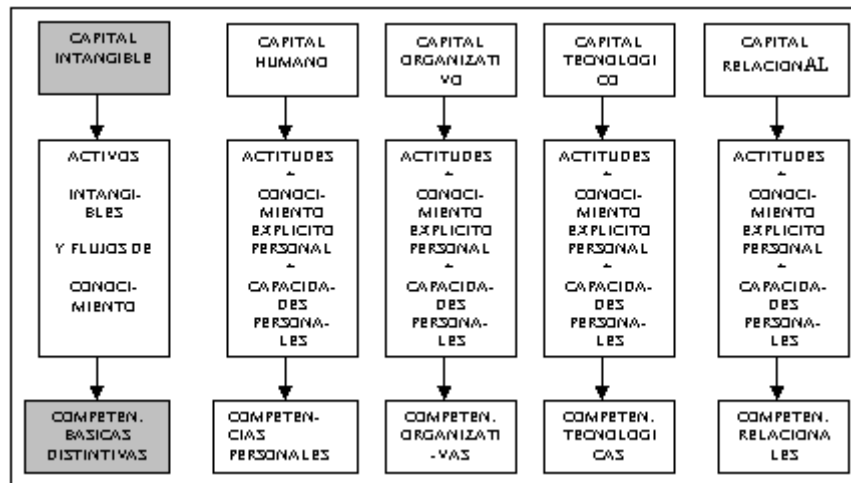 CAPITAL
INTANGIBLE
CAPITAL
HUMANO
CAPITAL
ORGANIZATI
VO
CAPITAL
TECNOLOGI
CO
CAPITAL
RELACIONAL
ACTIVOS
INTANGI-
BLES
Y FLUJOS DE
CONOCI-
MIENTO
ACTITUDES
+
CONOCI-
MIENTO
EXPLICITO
PERSONAL
+
CAPACIDA-
DES
PERSONA-
LES
ACTITUDES
+
CONOCI-
MIENTO
EXPLICITO
PERSONAL
+
CAPACIDA-
DES
PERSONA-
LES
ACTITUDES
+
CONOCI-
MIENTO
EXPLICITO
PERSONAL
+
CAPACIDA-
DES
PERSONA-
LES
ACTITUDES
+
CONOCI-
MIENTO
EXPLICITO
PERSONAL
+
CAPACIDA-
DES
PERSONA-
LES
COMPETEN.
BASICAS
DISTINTIVAS
COMPETEN-
CIAS
PERSONALES
COMPETEN.
ORGANIZATI
-VAS
COMPETEN.
TECNOLOGI
CAS
COMPETEN.
RELACIONA
LES